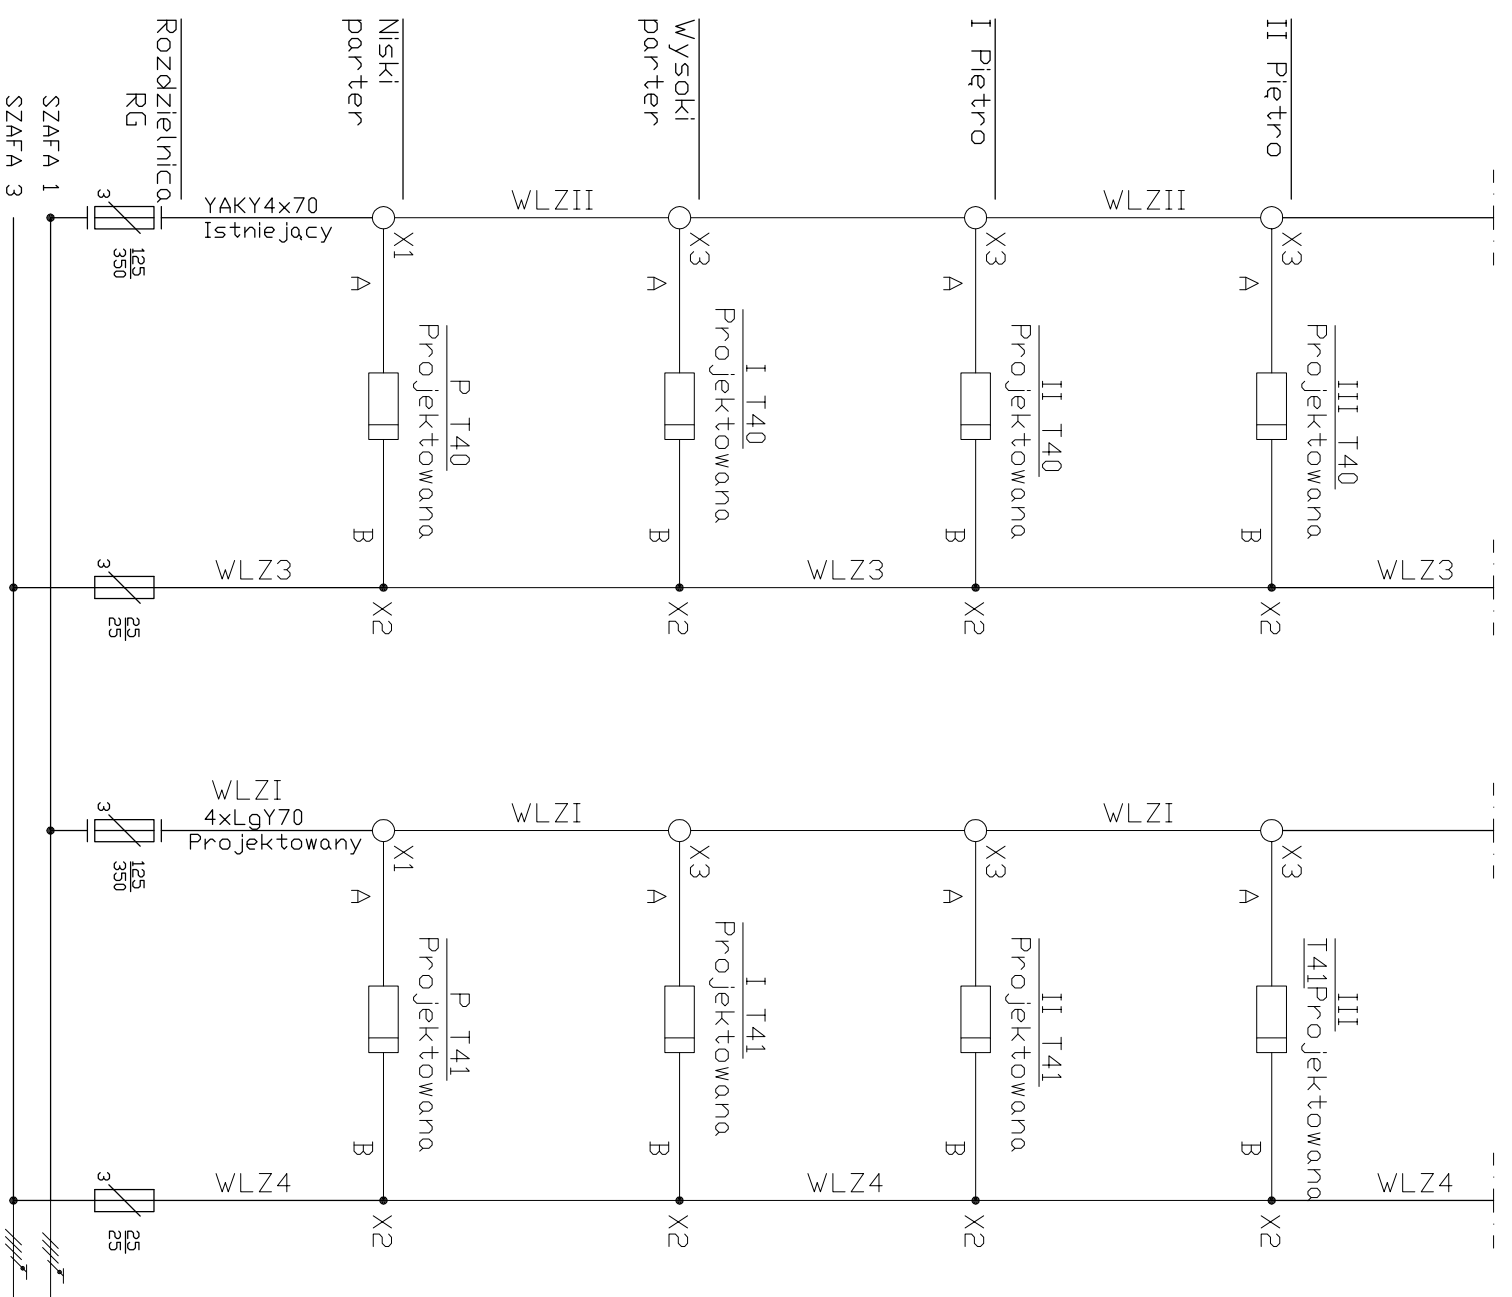 II Piętro
I Piętro
Wysoki
parter
Niski
parter
Rozdzielnica
RG
SZAFA 1
SZAFA 3
3
125
350
YAKY4x70
Istniejący
WLZII
WLZII
X1
X3
X3
X3
A
A
A
A
P T40
Projektowana
I T40
Projektowana
II T40
Projektowana
III T40
Projektowana
B
B
B
B
3
25
25
WLZ3
WLZ3
WLZ3
X2
X2
X2
X2
3
125
350
WLZI
4xLgY70
Projektowany
WLZI
WLZI
X1
X3
X3
X3
A
A
A
A
P T41
Projektowana
I T41
Projektowana
II T41
Projektowana
III
T41Projektowana
B
B
B
B
3
25
25
WLZ4
WLZ4
WLZ4
X2
X2
X2
X2